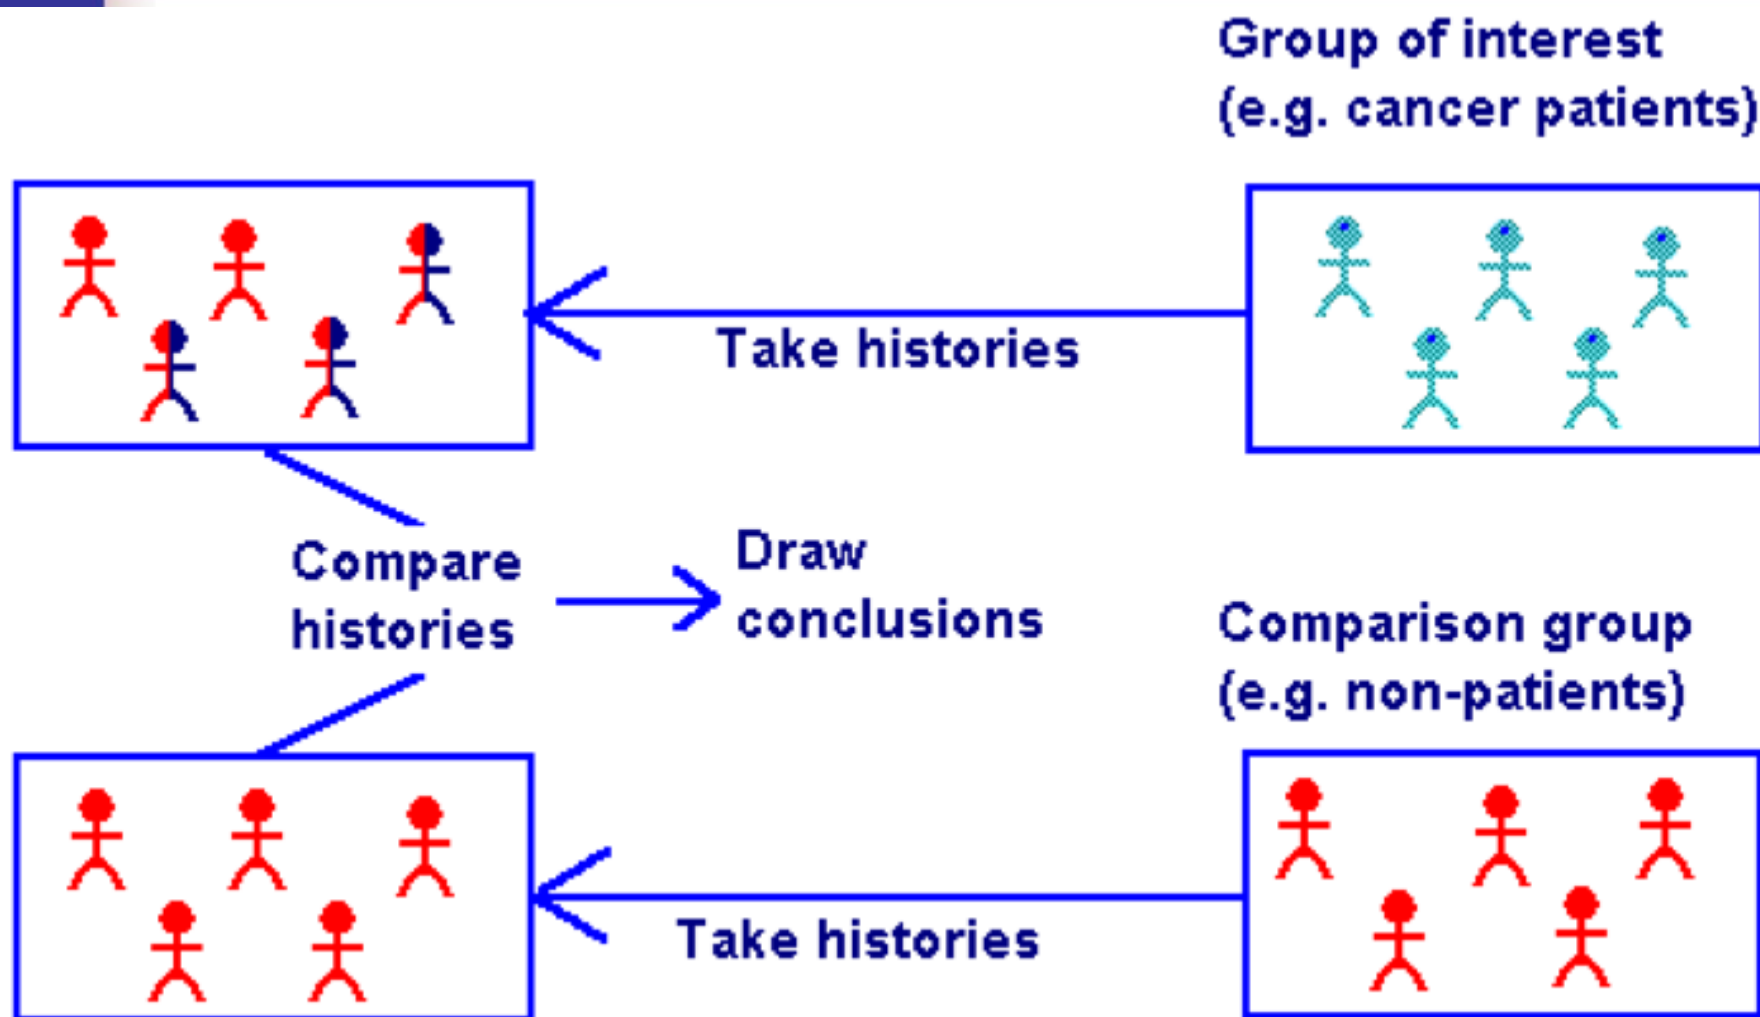 Group of interest
(e.g. cancer patients)
Take histories
Compare
histories
Draw
conclusions
Comparison group
(e.g. non-patients)
Take histories